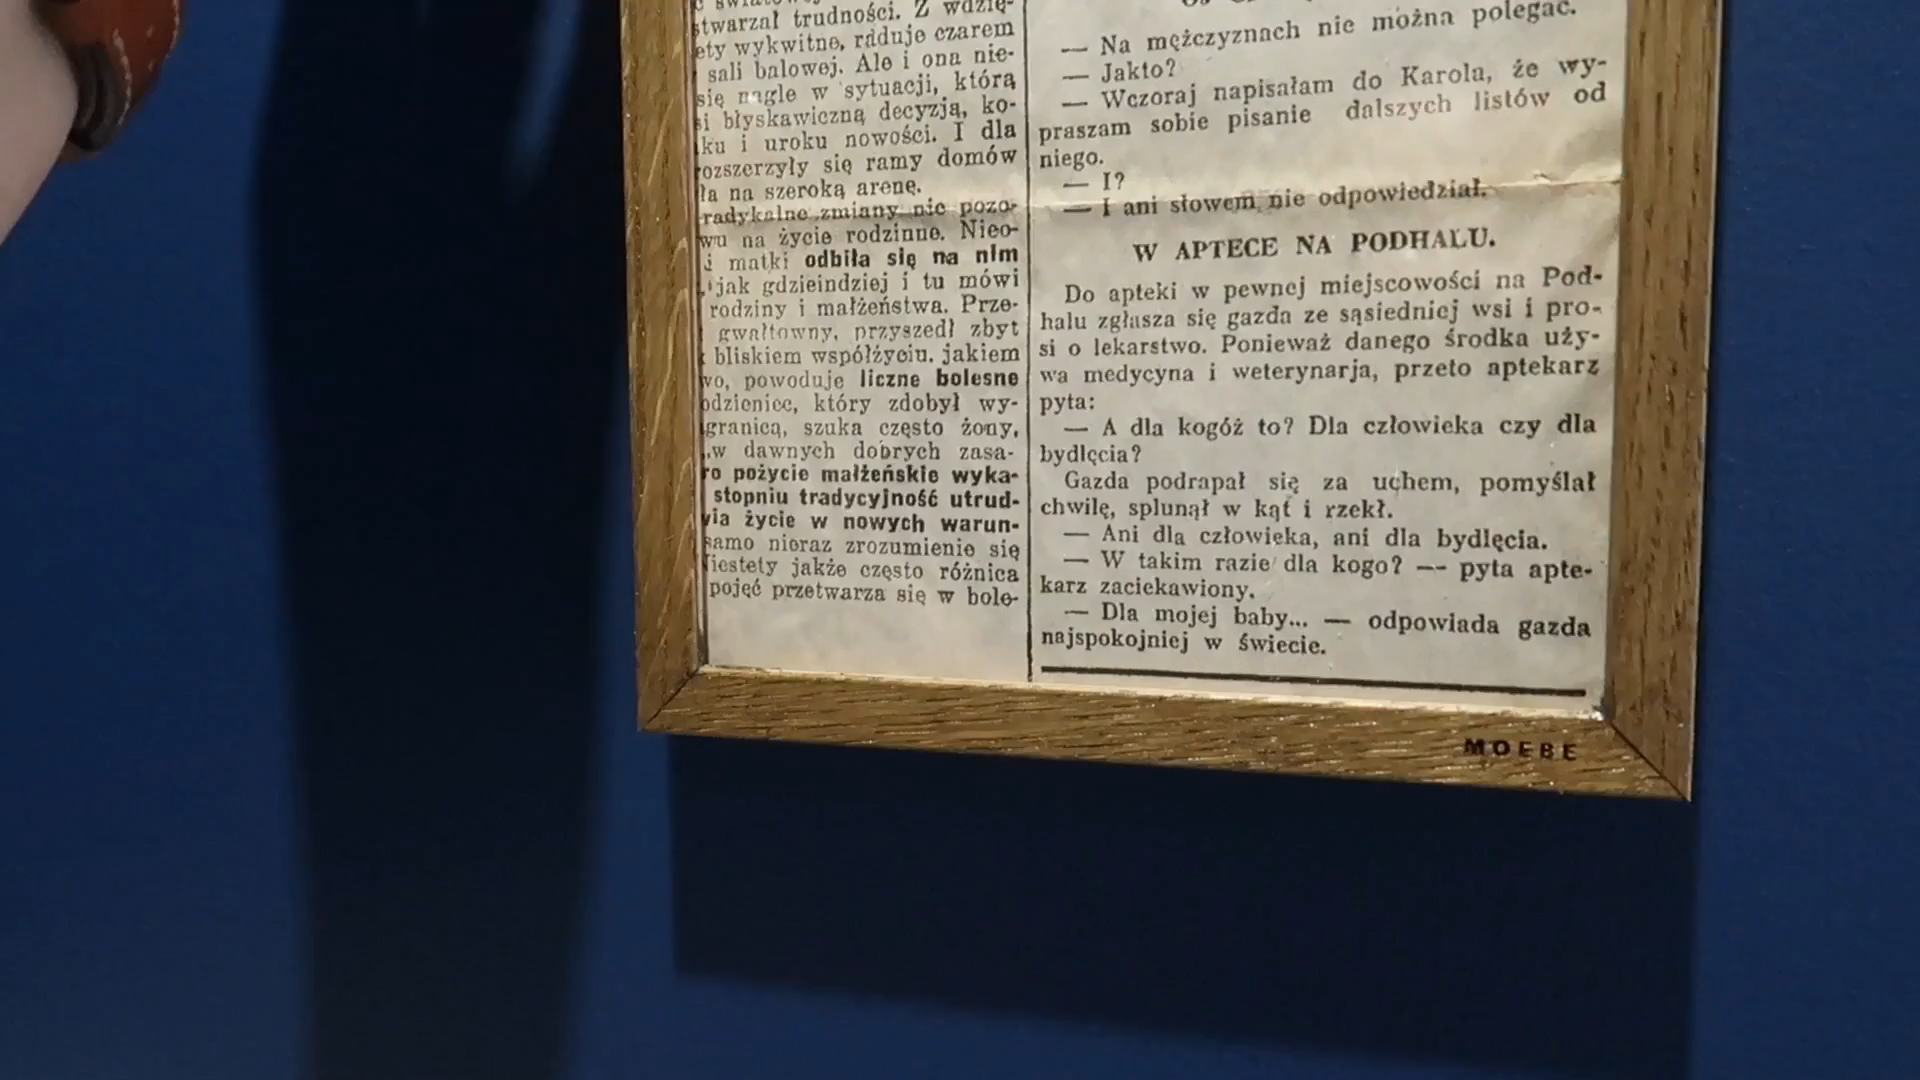 stwarzał trudności. Z wdzię-
ety wykwitne, raduje czarem
sali balowej. Ale i ona nie-
się nagle w sytuacji, którą
si błyskawiczną decyzją, ko-
ku i uroku nowości. I dla
rozszerzyły się ramy domów
ła na szeroką arenę.
radykalne zmiany nie pozo-
wu na życie rodzinne. Nieo-
i matki odbiła się na nim
jak gdzieindziej i tu mówi
rodziny i małżeństwa. Prze-
gwałtowny, przyszedł zbyt
bliskiem współżyciu. jakiem
wo, powoduje liczne bolesne
odzieniec, który zdobył wy-
granicą, szuka często żony,
w dawnych dobrych zasa-
ro pożycie małżeńskie wyka-
stopniu tradycyjność utrud-
via życie w nowych warun-
samo nieraz zrozumienie się
Niestety jakże często różnica
pojęć przetwarza się w bole-
— Na mężczyznach nie można polegać.
— Jakto?
— Wczoraj napisałam do Karola, że wy-
praszam sobie pisanie dalszych listów od
niego.
— I?
— I ani słowem nie odpowiedział.
W APTECE NA PODHALU.
Do apteki w pewnej miejscowości na Pod-
halu zgłasza się gazda ze sąsiedniej wsi i pro-
si o lekarstwo. Ponieważ danego środka uży-
wa medycyna i weterynarja, przeto aptekarz
pyta:
— A dla kogóż to? Dla człowieka czy dla
bydlęcia?
Gazda podrapał się za uchem, pomyślał
chwilę, splunął w kąt i rzekł.
— Ani dla człowieka, ani dla bydlęcia.
— W takim razie dla kogo? — pyta apte-
karz zaciekawiony.
— Dla mojej baby... — odpowiada gazda
najspokojniej w świecie.
MOEBE